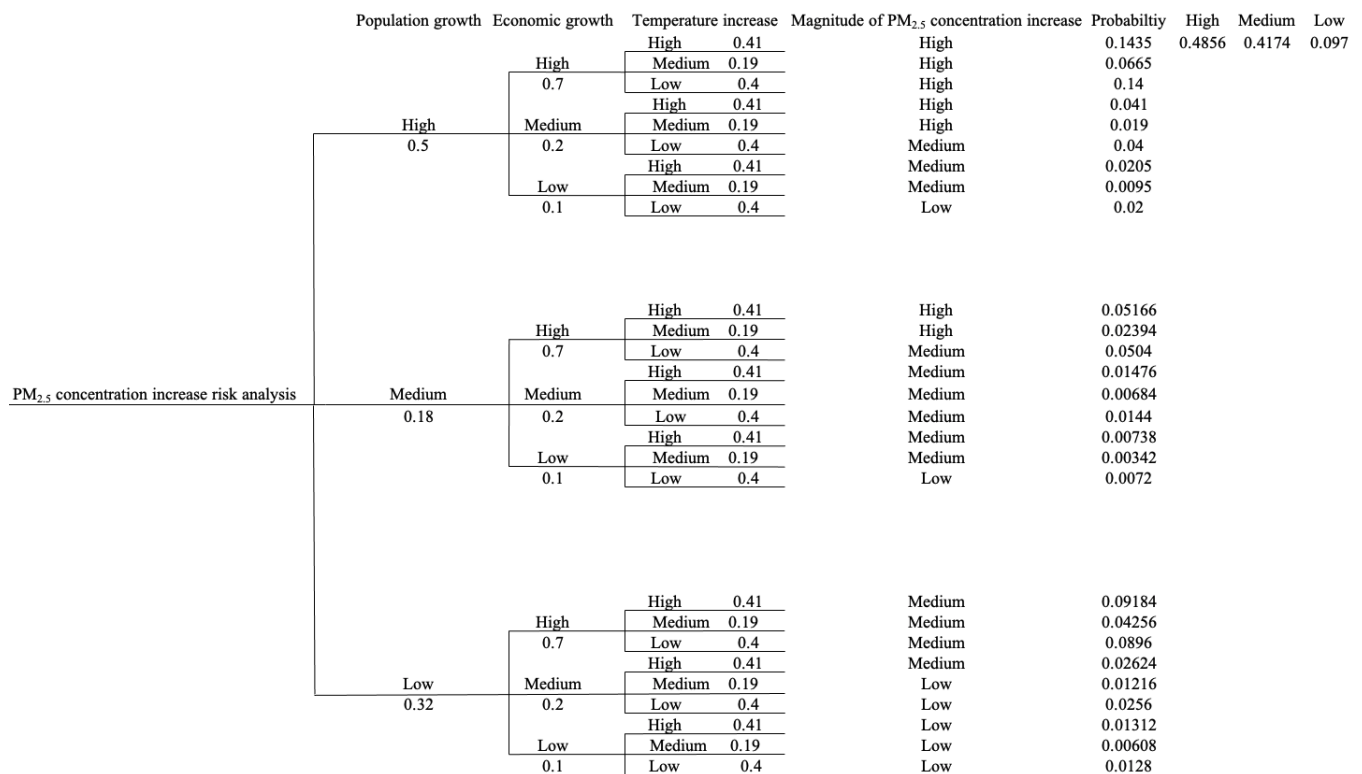 Population growth Economic growth Temperature increase Magnitude of PM2.5 concentration increase Probabiltiy High Medium Low
High 0.41 High 0.1435 0.4856 0.4174 0.097
High Medium 0.19 High 0.0665
0.7 Low 0.4 High 0.14
High 0.41 High 0.041
High Medium Medium 0.19 High 0.019
0.5 0.2 Low 0.4 Medium 0.04
High 0.41 Medium 0.0205
Low Medium 0.19 Medium 0.0095
0.1 Low 0.4 Low 0.02
High 0.41 High 0.05166
High Medium 0.19 High 0.02394
0.7 Low 0.4 Medium 0.0504
High 0.41 Medium 0.01476
PM2.5 concentration increase risk analysis Medium Medium Medium 0.19 Medium 0.00684
0.18 0.2 Low 0.4 Medium 0.0144
High 0.41 Medium 0.00738
Low Medium 0.19 Medium 0.00342
0.1 Low 0.4 Low 0.0072
High 0.41 Medium 0.09184
High Medium 0.19 Medium 0.04256
0.7 Low 0.4 Medium 0.0896
High 0.41 Medium 0.02624
Low Medium Medium 0.19 Low 0.01216
0.32 0.2 Low 0.4 Low 0.0256
High 0.41 Low 0.01312
Low Medium 0.19 Low 0.00608
0.1 Low 0.4 Low 0.0128